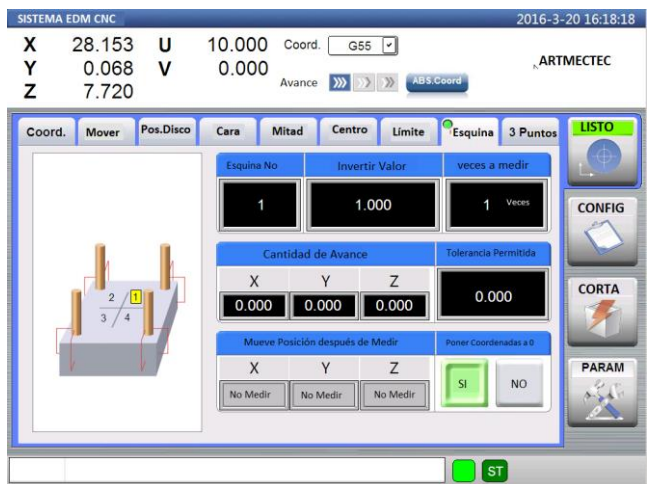 SISTEMA EDM CNC 2016-3-20 16:18:18
X 28.153 U 10.000 Coord. G55
Y 0.068 V 0.000 ARTMECTEC
Z 7.720 Avance ABS.Coord
Coord. Mover Pos.Disco Cara Mitad Centro Límite Esquina 3 Puntos LISTO
Esquina No Invertir Valor veces a medir
1 1.000 1 Veces
CONFIG
Cantidad de Avance Tolerancia Permitida
X Y Z
0.000 0.000 0.000 0.000
CORTA
2 1
3 4
Mueve Posición después de Medir Poner Coordenadas a 0
X Y Z
No Medir No Medir No Medir SI NO
PARAM
ST